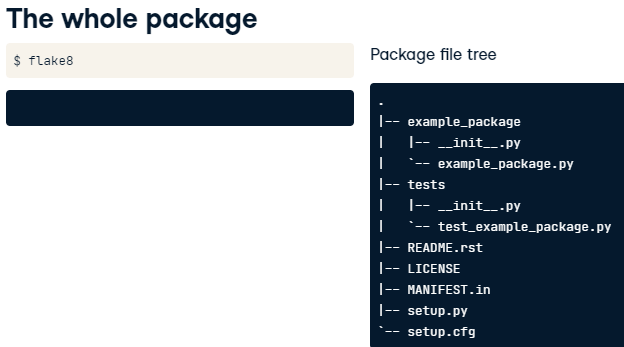 The whole package
$ flake8
Package file tree
.
|-- example_package
|   |-- __init__.py
|   `-- example_package.py
|-- tests
|   |-- __init__.py
|   `-- test_example_package.py
|-- README.rst
|-- LICENSE
|-- MANIFEST.in
|-- setup.py
`-- setup.cfg